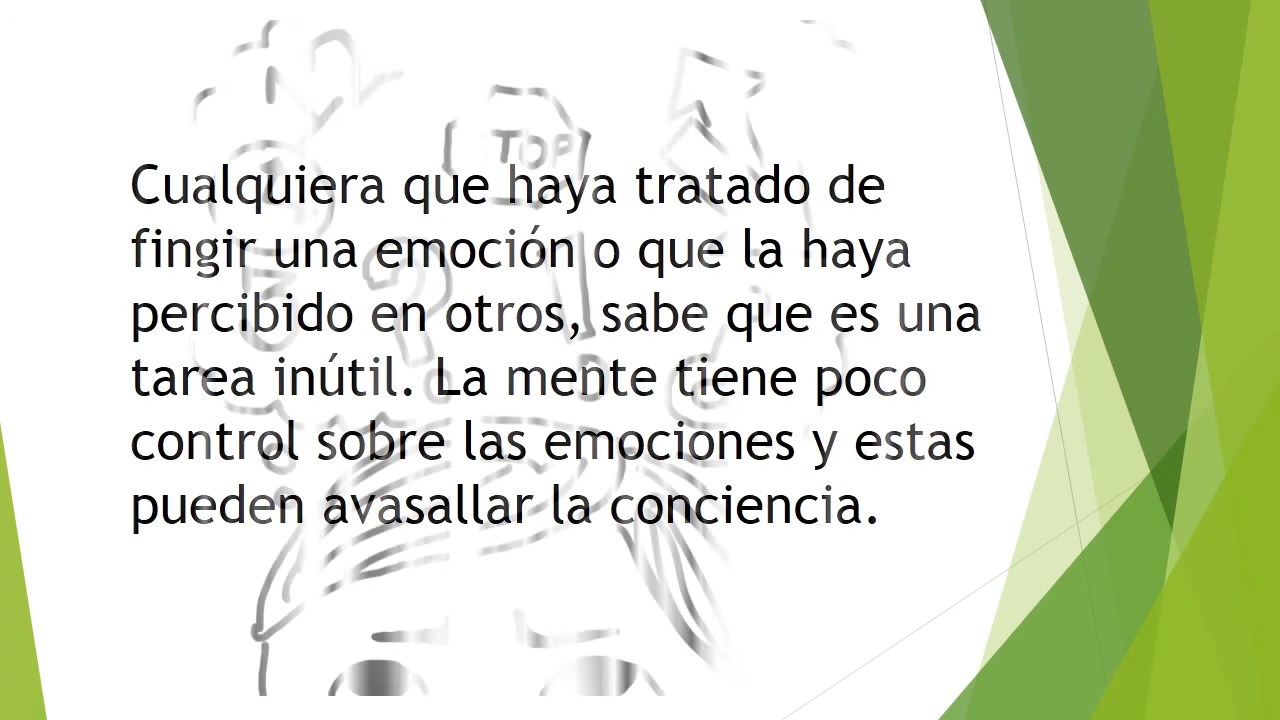 TOP
Cualquiera que haya tratado de
fingir una emoción o que la haya
percibido en otros, sabe que es una
tarea inútil. La mente tiene poco
control sobre las emociones y estas
pueden avasallar la conciencia.